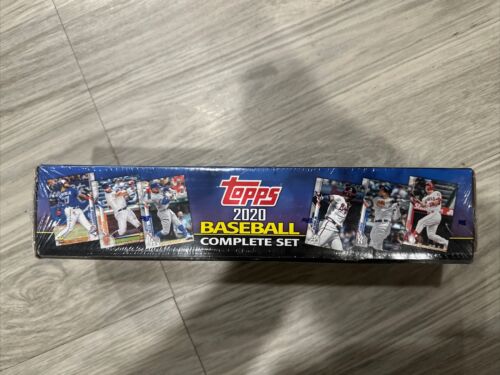 Topps
2020
BASEBALL
COMPLETE SET